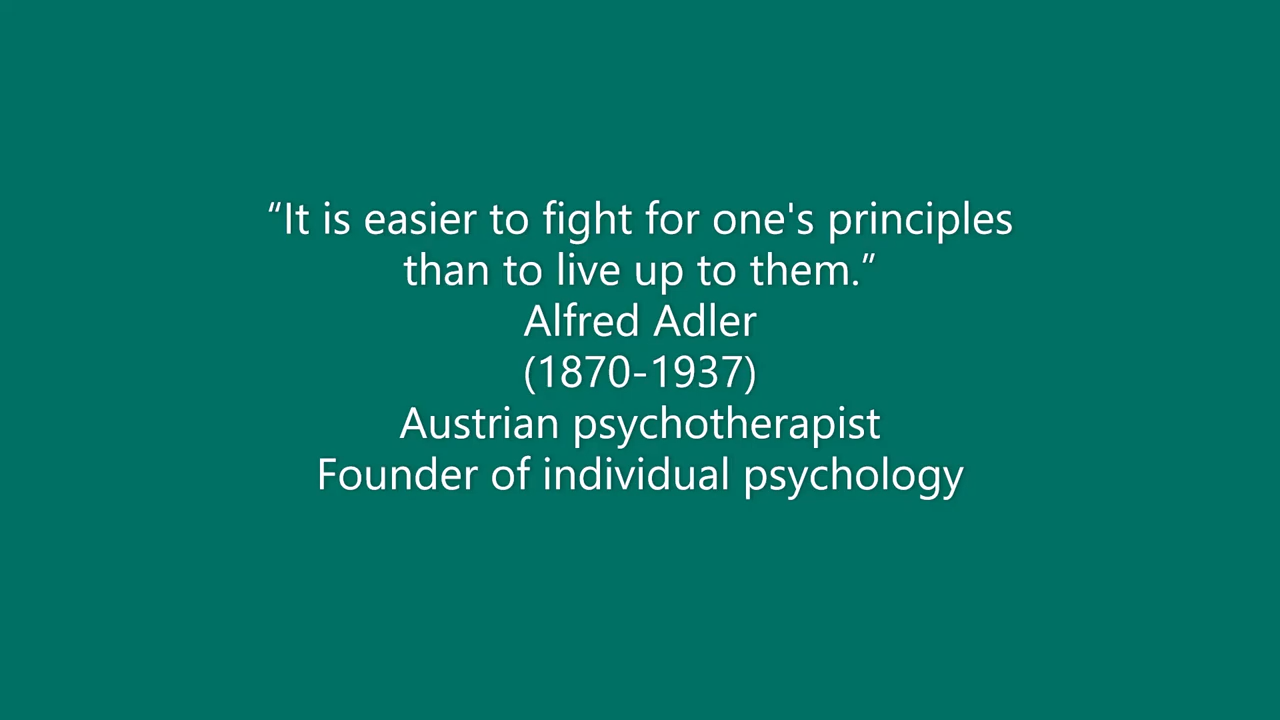 “It is easier to fight for one's principles
than to live up to them.”
Alfred Adler
(1870-1937)
Austrian psychotherapist
Founder of individual psychology